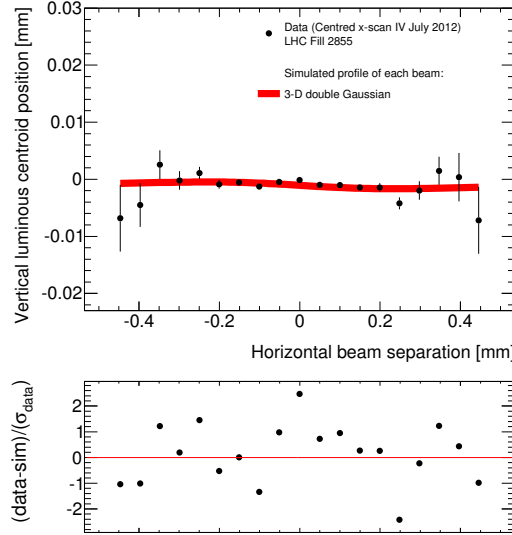 0.03
0.02
0.01
0
-0.01
-0.02
Vertical luminous centroid position [mm]
Data (Centred x-scan IV July 2012)
LHC Fill 2855
Simulated profile of each beam:
3-D double Gaussian
-0.4 -0.2 0 0.2 0.4
Horizontal beam separation [mm]
(data-sim)/(σdata)
2
1
0
-1
-2